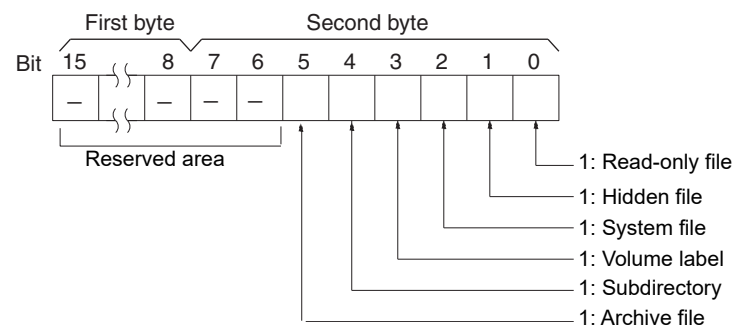 First byte Second byte
Bit 15 8 7 6 5 4 3 2 1 0
– – – –
Reserved area
1: Read-only file
1: Hidden file
1: System file
1: Volume label
1: Subdirectory
1: Archive file